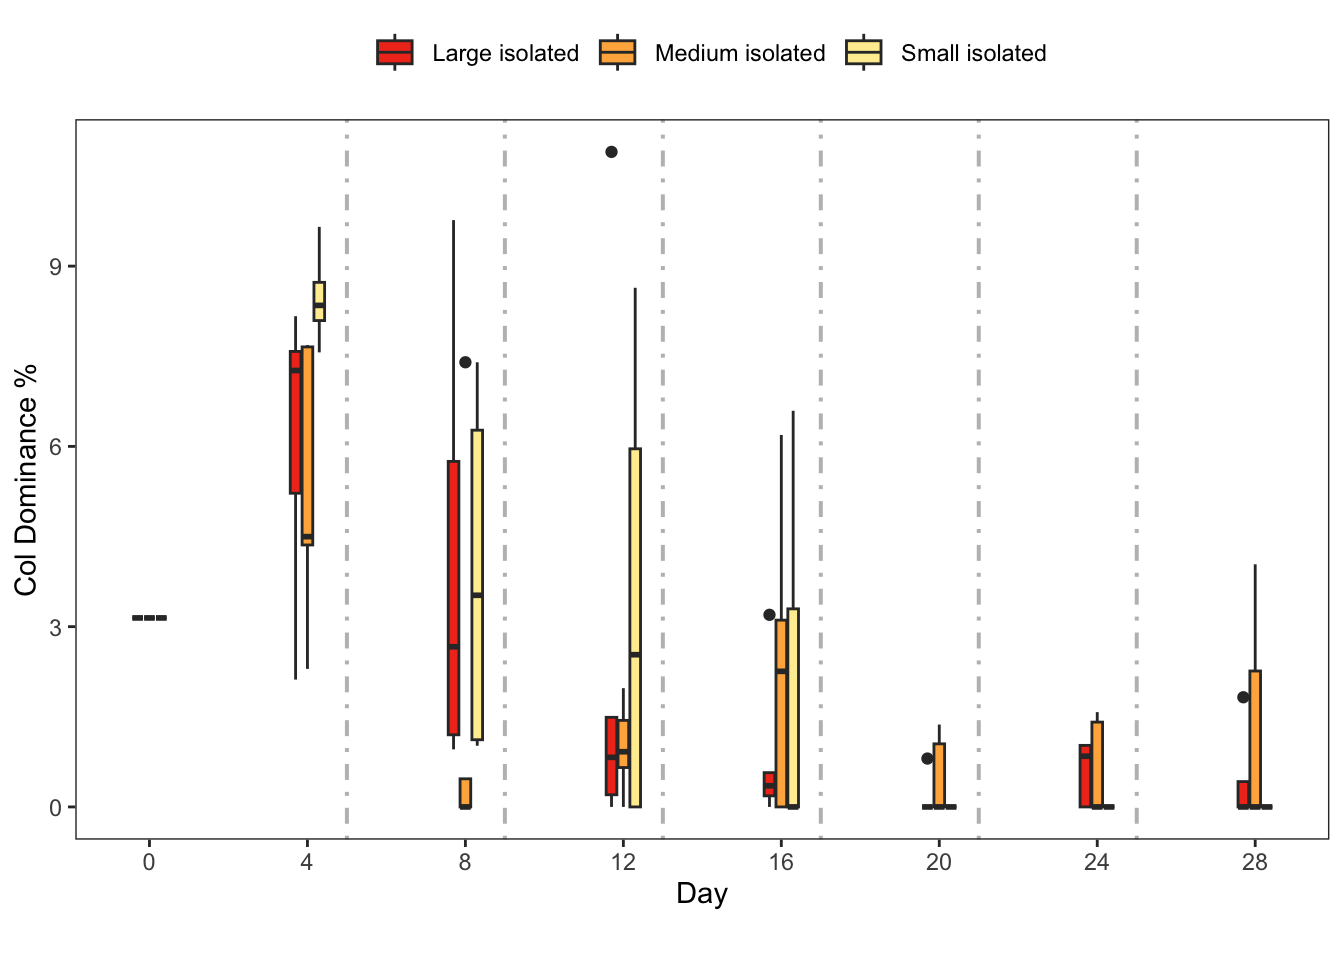 Large isolated Medium isolated Small isolated
9
6
3
0
Col Dominance %
0 4 8 12 16 20 24 28
Day